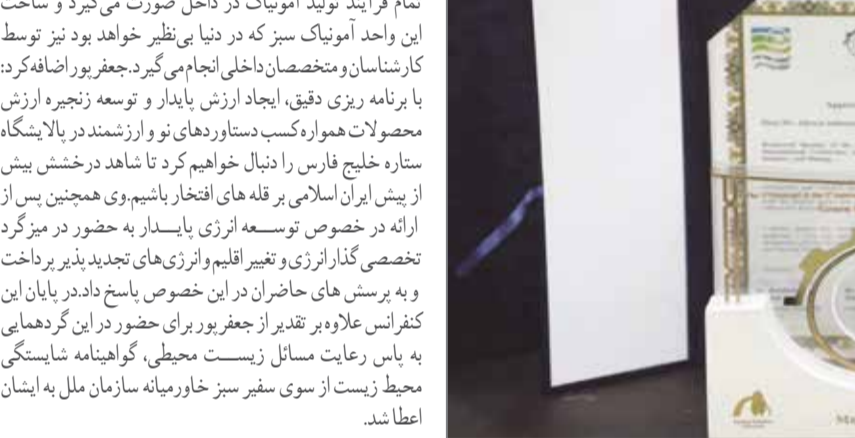 تمام فرآیند تولید آمونیاک در داخل صورت می‌گیرد و ساخت
این واحد آمونیاک سبز که در دنیا بی‌نظیر خواهد بود نیز توسط
کارشناسان و متخصصان داخلی انجام می‌گیرد.جعفرپور اضافه کرد:
با برنامه ریزی دقیق، ایجاد ارزش پایدار و توسعه زنجیره ارزش
محصولات همواره کسب دستاوردهای نو و ارزشمند در پالایشگاه
ستاره خلیج فارس را دنبال خواهیم کرد تا شاهد درخشش بیش
از پیش ایران اسلامی بر قله های افتخار باشیم.وی همچنین پس از
ارائه در خصوص توسعه انرژی پایدار به حضور در میزگرد
تخصصی گذار انرژی و تغییر اقلیم و انرژی‌های تجدید پذیر پرداخت
و به پرسش های حاضران در این خصوص پاسخ داد.در پایان این
کنفرانس علاوه بر تقدیر از جعفرپور برای حضور در این گردهمایی
به پاس رعایت مسائل زیست محیطی، گواهینامه شایستگی
محیط زیست از سوی سفیر سبز خاورمیانه سازمان ملل به ایشان
اعطا شد.